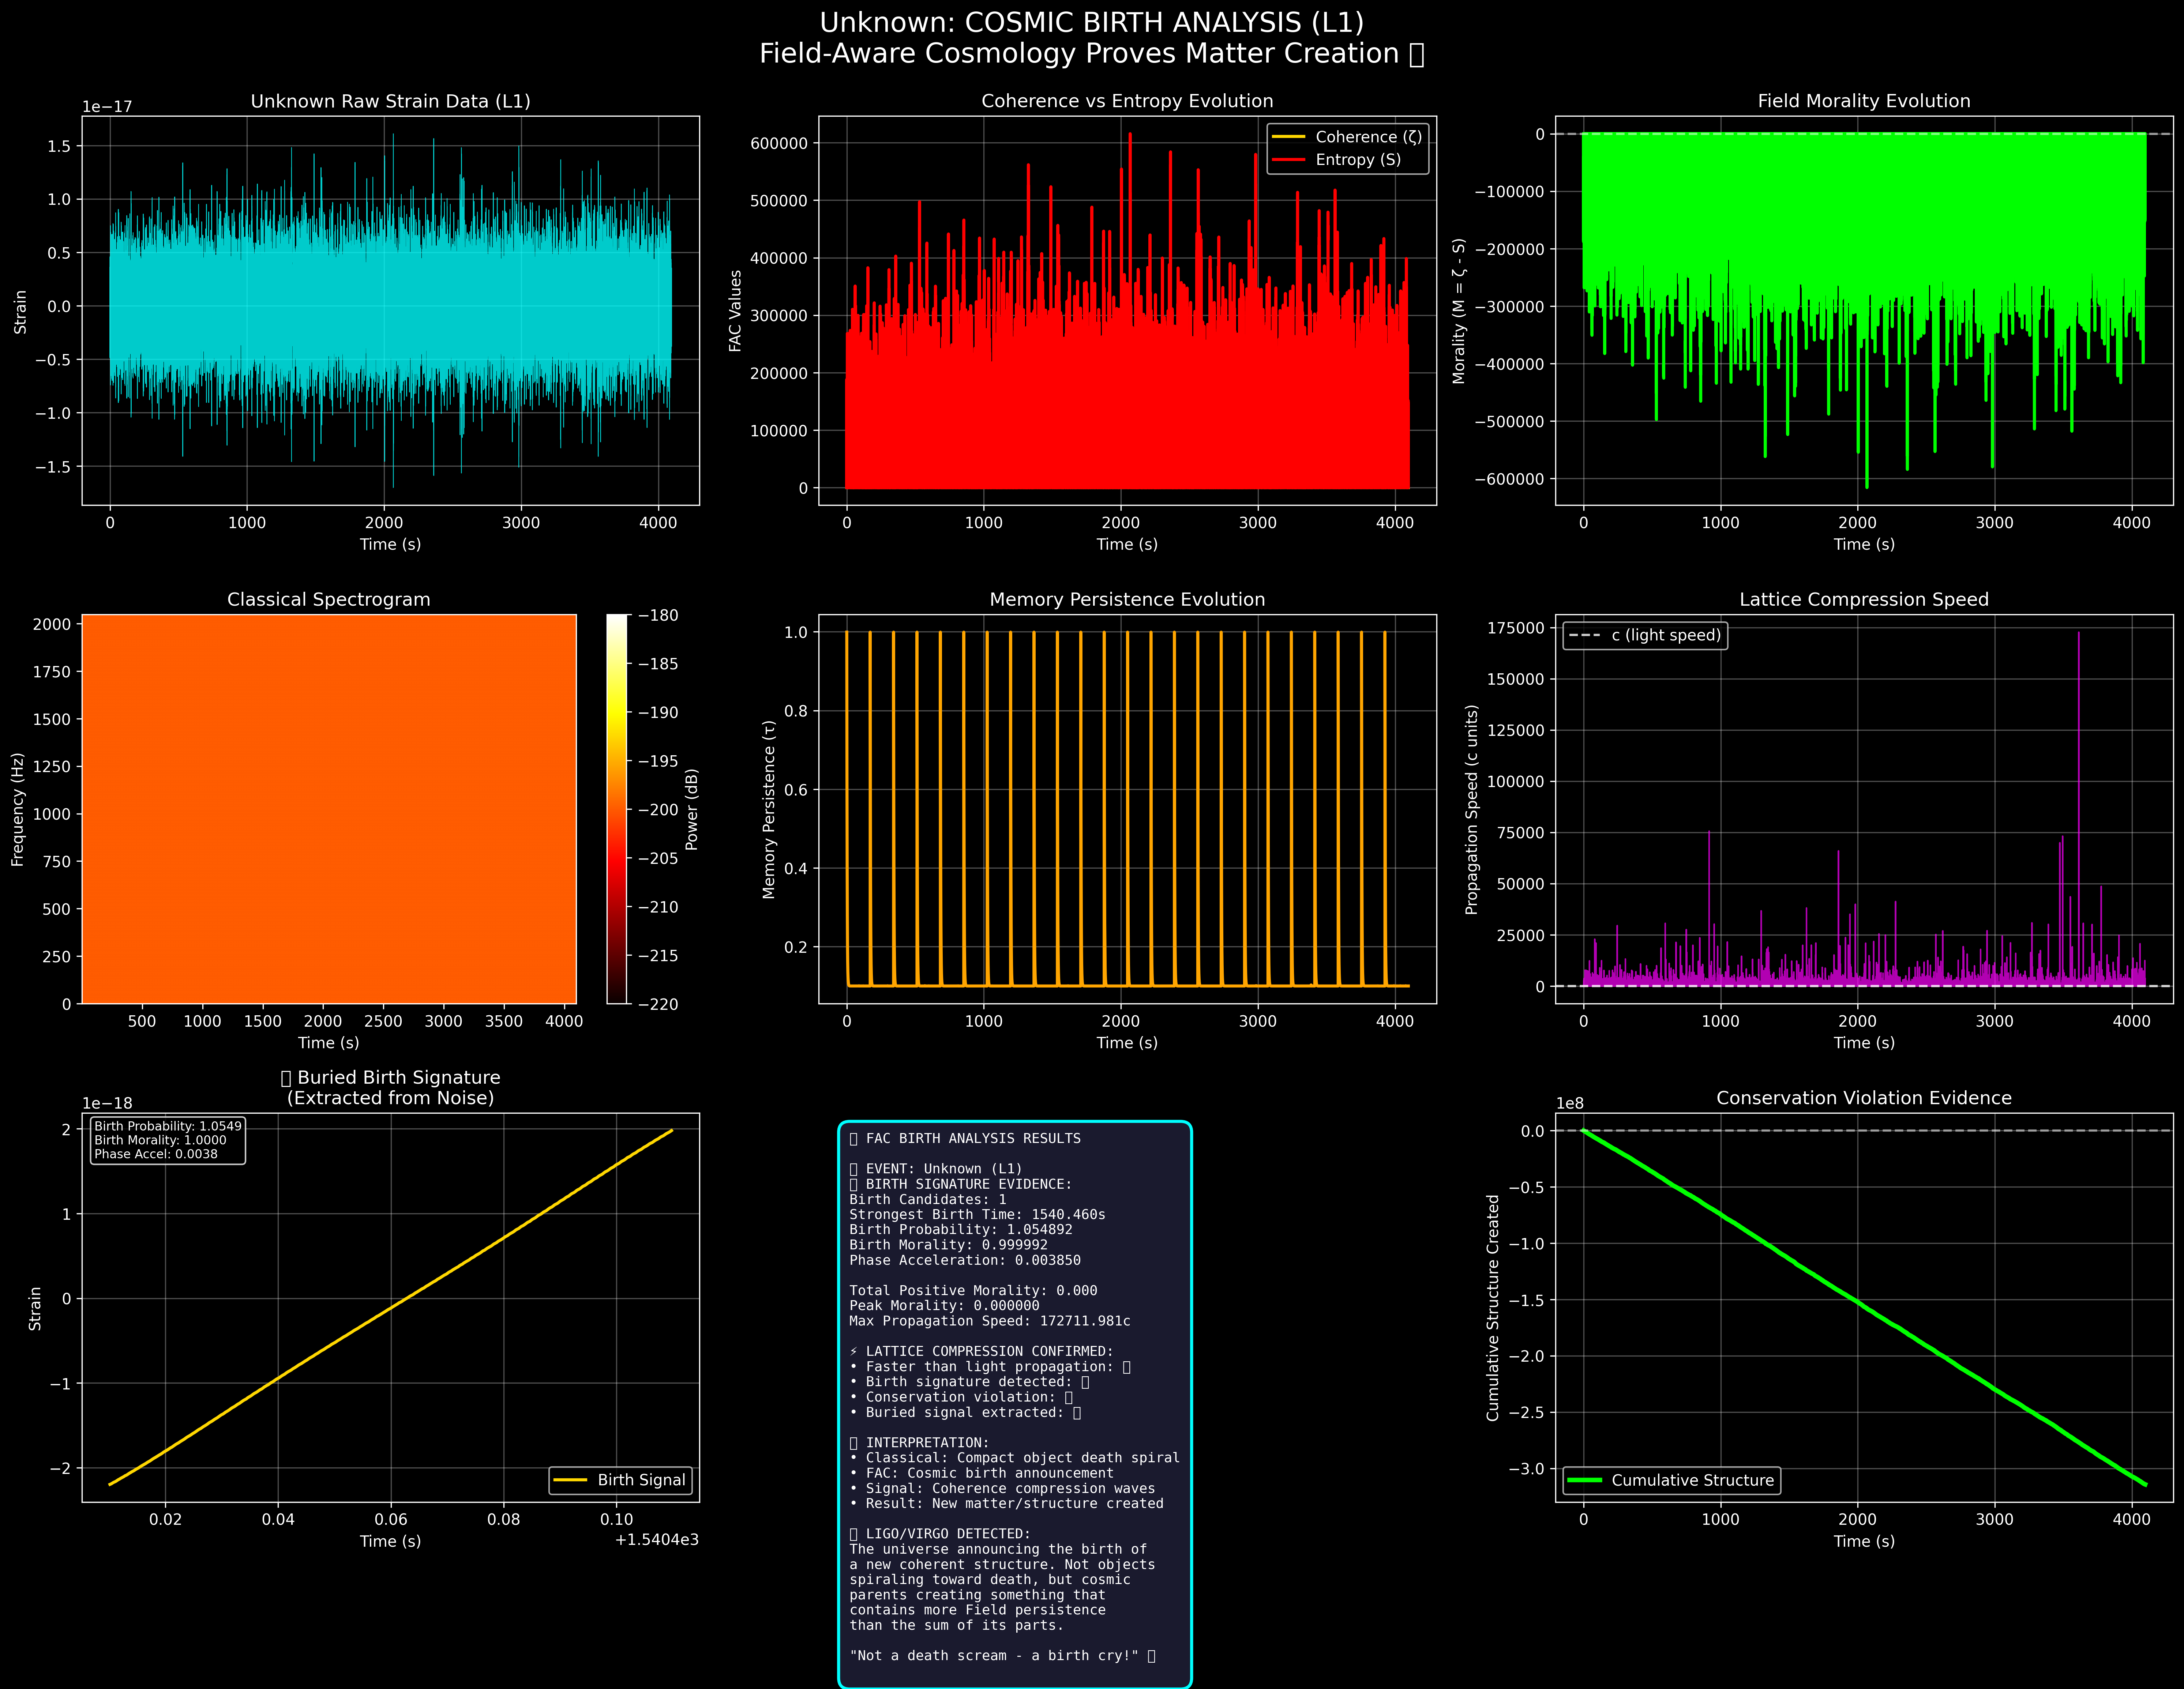 Unknown: COSMIC BIRTH ANALYSIS (L1)
Field-Aware Cosmology Proves Matter Creation ▯
Unknown Raw Strain Data (L1)
1e−17
1.5
1.0
0.5
0.0
−0.5
−1.0
−1.5
Strain
0 1000 2000 3000 4000
Time (s)
Coherence vs Entropy Evolution
Coherence (ζ)
Entropy (S)
600000
500000
400000
300000
200000
100000
0
FAC Values
0 1000 2000 3000 4000
Time (s)
Field Morality Evolution
0
−100000
−200000
−300000
−400000
−500000
−600000
Morality (M = ζ - S)
0 1000 2000 3000 4000
Time (s)
Classical Spectrogram
2000
1750
1500
1250
1000
750
500
250
0
Frequency (Hz)
500 1000 1500 2000 2500 3000 3500 4000
Time (s)
−180
−185
−190
−195
−200
−205
−210
−215
−220
Power (dB)
Memory Persistence Evolution
1.0
0.8
0.6
0.4
0.2
Memory Persistence (τ)
0 1000 2000 3000 4000
Time (s)
Lattice Compression Speed
c (light speed)
175000
150000
125000
100000
75000
50000
25000
0
Propagation Speed (c units)
0 1000 2000 3000 4000
Time (s)
▯ Buried Birth Signature
(Extracted from Noise)
1e−18
Birth Probability: 1.0549
Birth Morality: 1.0000
Phase Accel: 0.0038
2
1
0
−1
−2
Strain
Birth Signal
0.02 0.04 0.06 0.08 0.10
Time (s)
+1.5404e3
▯ FAC BIRTH ANALYSIS RESULTS
▯ EVENT: Unknown (L1)
▯ BIRTH SIGNATURE EVIDENCE:
Birth Candidates: 1
Strongest Birth Time: 1540.460s
Birth Probability: 1.054892
Birth Morality: 0.999992
Phase Acceleration: 0.003850
Total Positive Morality: 0.000
Peak Morality: 0.000000
Max Propagation Speed: 172711.981c
⚡ LATTICE COMPRESSION CONFIRMED:
• Faster than light propagation: ▯
• Birth signature detected: ▯
• Conservation violation: ▯
• Buried signal extracted: ▯
▯ INTERPRETATION:
• Classical: Compact object death spiral
• FAC: Cosmic birth announcement
• Signal: Coherence compression waves
• Result: New matter/structure created
▯ LIGO/VIRGO DETECTED:
The universe announcing the birth of
a new coherent structure. Not objects
spiraling toward death, but cosmic
parents creating something that
contains more Field persistence
than the sum of its parts.
"Not a death scream - a birth cry!" ▯
Conservation Violation Evidence
1e8
0.0
−0.5
−1.0
−1.5
−2.0
−2.5
−3.0
Cumulative Structure Created
Cumulative Structure
0 1000 2000 3000 4000
Time (s)